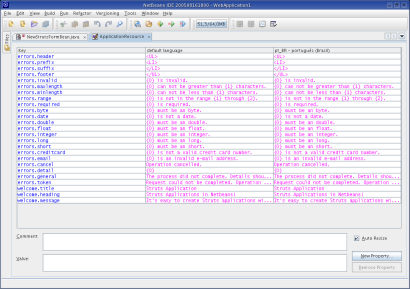 NetBeans IDE 200509161800 - WebApplication1
File Edit View Build Run Refactor Versioning Tools Window Help
51,5/64,0MB
NewStrutsFormBean.java ApplicationResource
Key default language pt_BR - português (Brasil)
errors.header <UL> <UL>
errors.prefix <LI> <LI>
errors.suffix </LI> </LI>
errors.footer </UL> </UL>
errors.invalid {0} is invalid. {0} is invalid.
errors.maxlength {0} can not be greater than {1} characters. {0} can not be greater than {1} characters.
errors.minlength {0} can not be less than {1} characters. {0} can not be less than {1} characters.
errors.range {0} is not in the range {1} through {2}. {0} is not in the range {1} through {2}.
errors.required {0} is required. {0} is required.
errors.byte {0} must be an byte. {0} must be an byte.
errors.date {0} is not a date. {0} is not a date.
errors.double {0} must be an double. {0} must be an double.
errors.float {0} must be an float. {0} must be an float.
errors.integer {0} must be an integer. {0} must be an integer.
errors.long {0} must be an long. {0} must be an long.
errors.short {0} must be an short. {0} must be an short.
errors.creditcard {0} is not a valid credit card number. {0} is not a valid credit card number.
errors.email {0} is an invalid e-mail address. {0} is an invalid e-mail address.
errors.cancel Operation cancelled. Operation cancelled.
errors.detail {0} {0}
errors.general The process did not complete. Details shou... The process did not complete. Details shou...
errors.token Request could not be completed. Operation ... Request could not be completed. Operation ...
welcome.title Struts Application Struts Application
welcome.heading Struts Applications in Netbeans! Struts Applications in Netbeans!
welcome.message It's easy to create Struts applications wi... It's easy to create Struts applications wi...
Comment:
Auto Resize
Value:
New Property
Remove Property